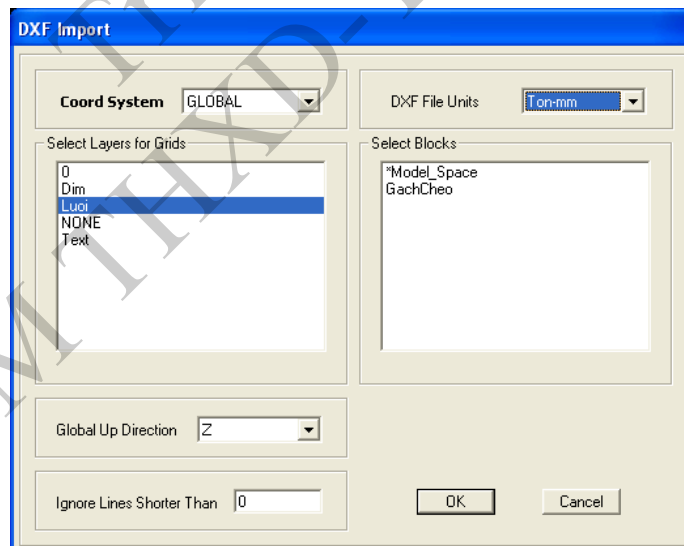 DXF Import
Coord System GLOBAL
DXF File Units Ton-mm
Select Layers for Grids
0
Dim
Luoi
NONE
Text
Select Blocks
*Model_Space
GachCheo
Global Up Direction Z
Ignore Lines Shorter Than 0
OK
Cancel
M THXD-